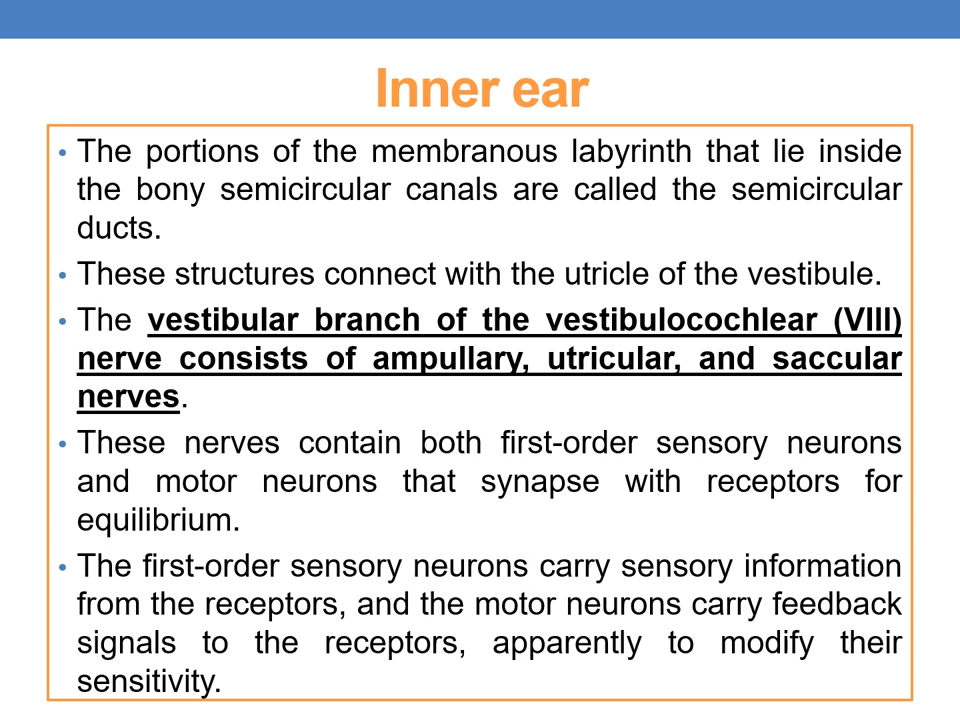 Inner ear
• The portions of the membranous labyrinth that lie inside
the bony semicircular canals are called the semicircular
ducts.
• These structures connect with the utricle of the vestibule.
• The vestibular branch of the vestibulocochlear (VIII)
nerve consists of ampullary, utricular, and saccular
nerves.
• These nerves contain both first-order sensory neurons
and motor neurons that synapse with receptors for
equilibrium.
• The first-order sensory neurons carry sensory information
from the receptors, and the motor neurons carry feedback
signals to the receptors, apparently to modify their
sensitivity.